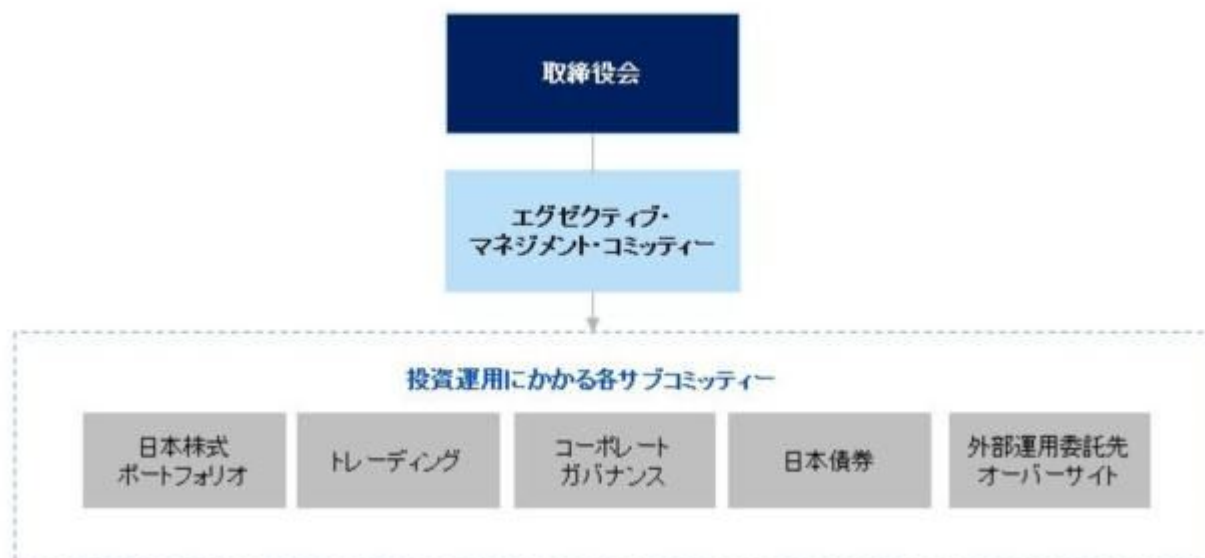 取締役会
エグゼクティブ・
マネジメント・コミッティー
投資運用にかかる各サブコミッティー
日本株式
ポートフォリオ
トレーディング
コーポレート
ガバナンス
日本債券
外部運用委託先
オーバーサイト